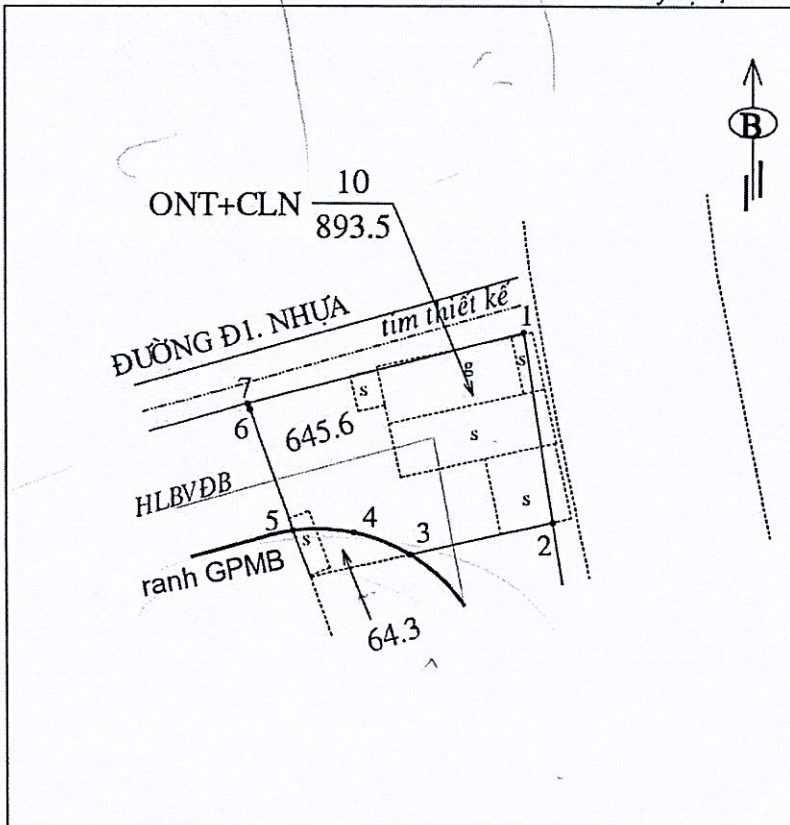 B
10
ONT+CLN
893.5
ĐƯỜNG Đ1. NHỰA
tim thiết kế
1
7
s
g
s
6
645.6
s
HLBVĐB
s
5
s
4
3
2
ranh GPMB
64.3